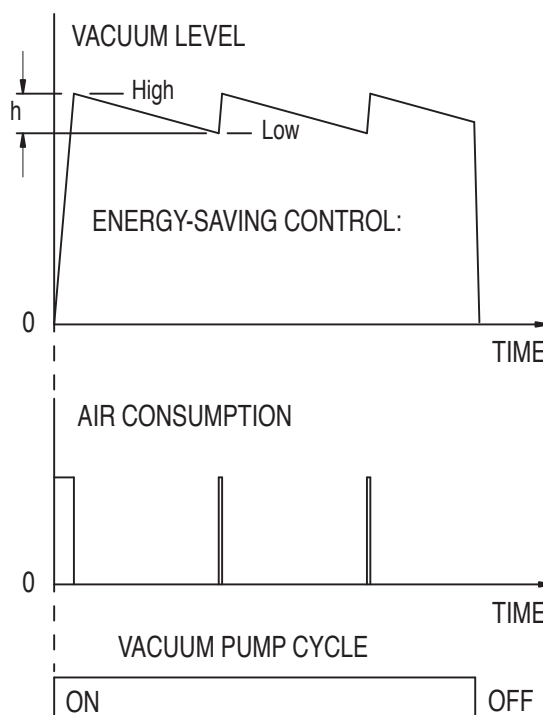 VACUUM LEVEL
High
h
Low
ENERGY-SAVING CONTROL:
0
TIME
AIR CONSUMPTION
0
TIME
VACUUM PUMP CYCLE
ON
OFF